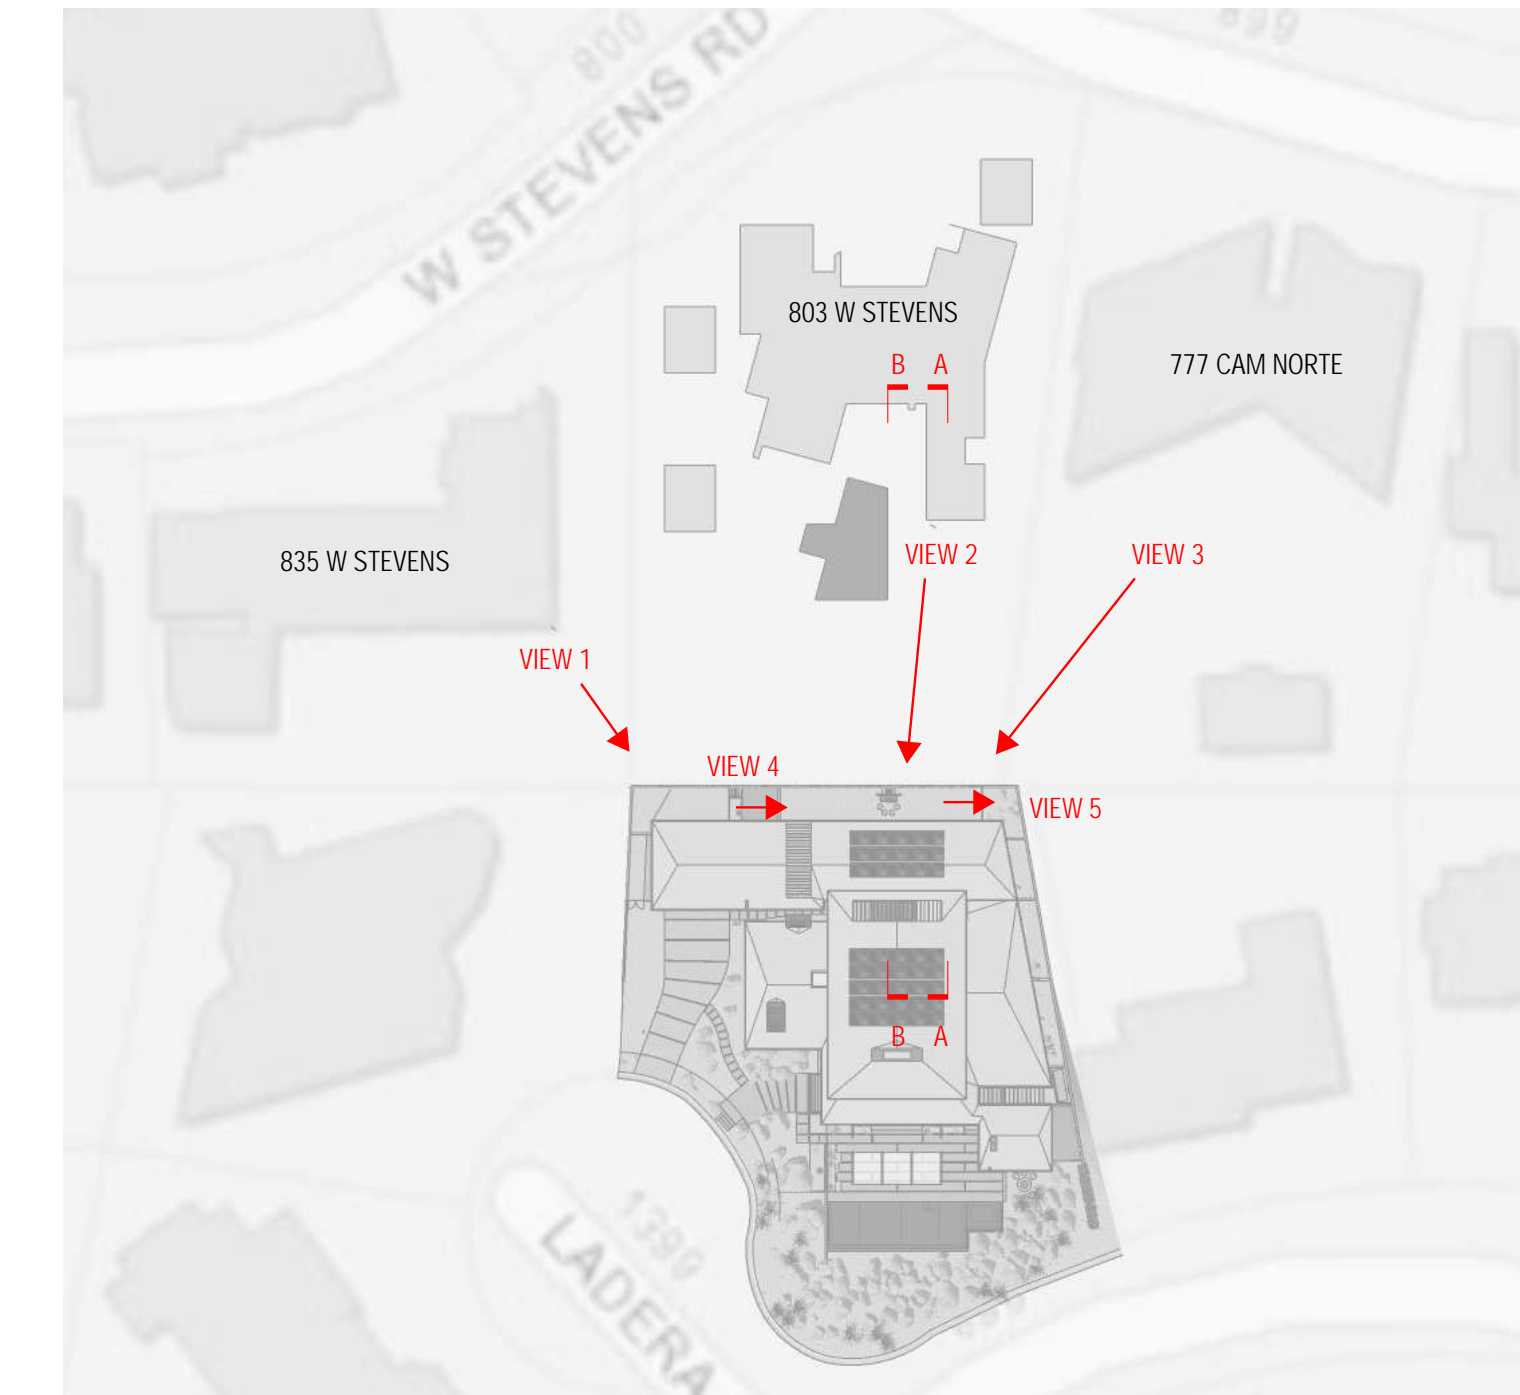 800
899
W STEVENS RD
803 W STEVENS
B A
777 CAM NORTE
835 W STEVENS
VIEW 2
VIEW 3
VIEW 1
VIEW 4
VIEW 5
B A
1390
LADERA